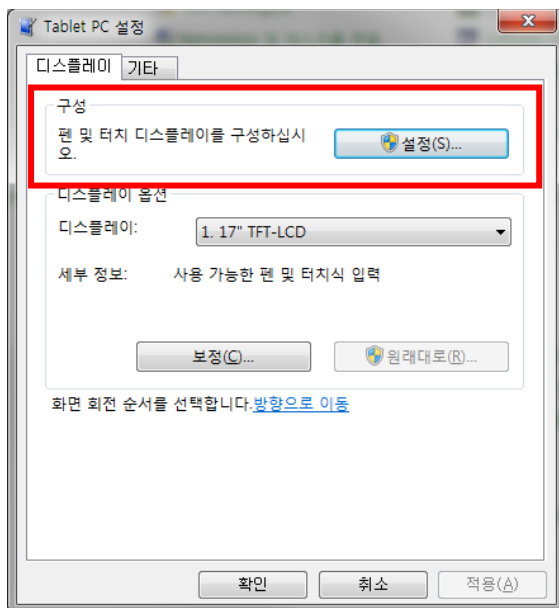 Tablet PC 설정
디스플레이 기타
구성
펜 및 터치 디스플레이를 구성하십시
오.
설정(S)...
디스플레이 옵션
디스플레이: 1. 17" TFT-LCD
세부 정보: 사용 가능한 펜 및 터치식 입력
보정(C)... 원래대로(R)...
화면 회전 순서를 선택합니다.방향으로 이동
확인 취소 적용(A)